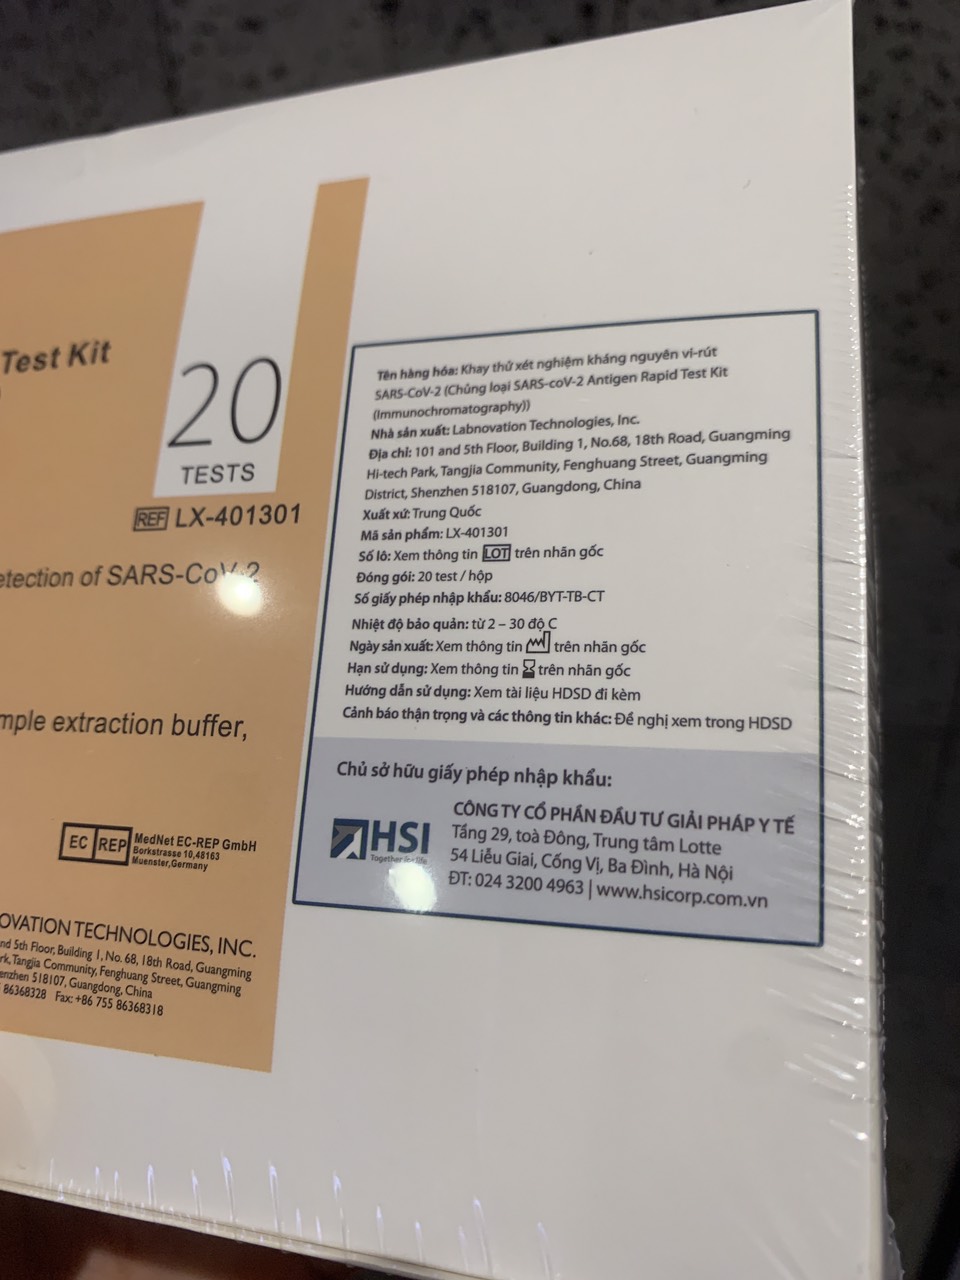 Test Kit
20
TESTS
REF LX-401301
etection of SARS-CoV-2
mple extraction buffer,
EC REP MedNet EC-REP GmbH
Borkstrasse 10,48163
Muenster,Germany
OVATION TECHNOLOGIES, INC.
nd 5th Floor, Building 1, No. 68, 18th Road, Guangming
rk, Tangjia Community, Fenghuang Street, Guangming
enzhen 518107, Guangdong, China
86368328 Fax: +86 755 86368318
Tên hàng hóa: Khay thử xét nghiệm kháng nguyên vi-rút
SARS-CoV-2 (Chủng loại SARS-coV-2 Antigen Rapid Test Kit
(Immunochromatography))
Nhà sản xuất: Labnovation Technologies, Inc.
Địa chỉ: 101 and 5th Floor, Building 1, No.68, 18th Road, Guangming
Hi-tech Park, Tangjia Community, Fenghuang Street, Guangming
District, Shenzhen 518107, Guangdong, China
Xuất xứ: Trung Quốc
Mã sản phẩm: LX-401301
Số lô: Xem thông tin LOT trên nhãn gốc
Đóng gói: 20 test / hộp
Số giấy phép nhập khẩu: 8046/BYT-TB-CT
Nhiệt độ bảo quản: từ 2 – 30 độ C
Ngày sản xuất: Xem thông tin trên nhãn gốc
Hạn sử dụng: Xem thông tin trên nhãn gốc
Hướng dẫn sử dụng: Xem tài liệu HDSD đi kèm
Cảnh báo thận trọng và các thông tin khác: Đề nghị xem trong HDSD
Chủ sở hữu giấy phép nhập khẩu:
HSI
Together for life
CÔNG TY CỔ PHẦN ĐẦU TƯ GIẢI PHÁP Y TẾ
Tầng 29, toà Đông, Trung tâm Lotte
54 Liễu Giai, Cống Vị, Ba Đình, Hà Nội
ĐT: 024 3200 4963 | www.hsicorp.com.vn